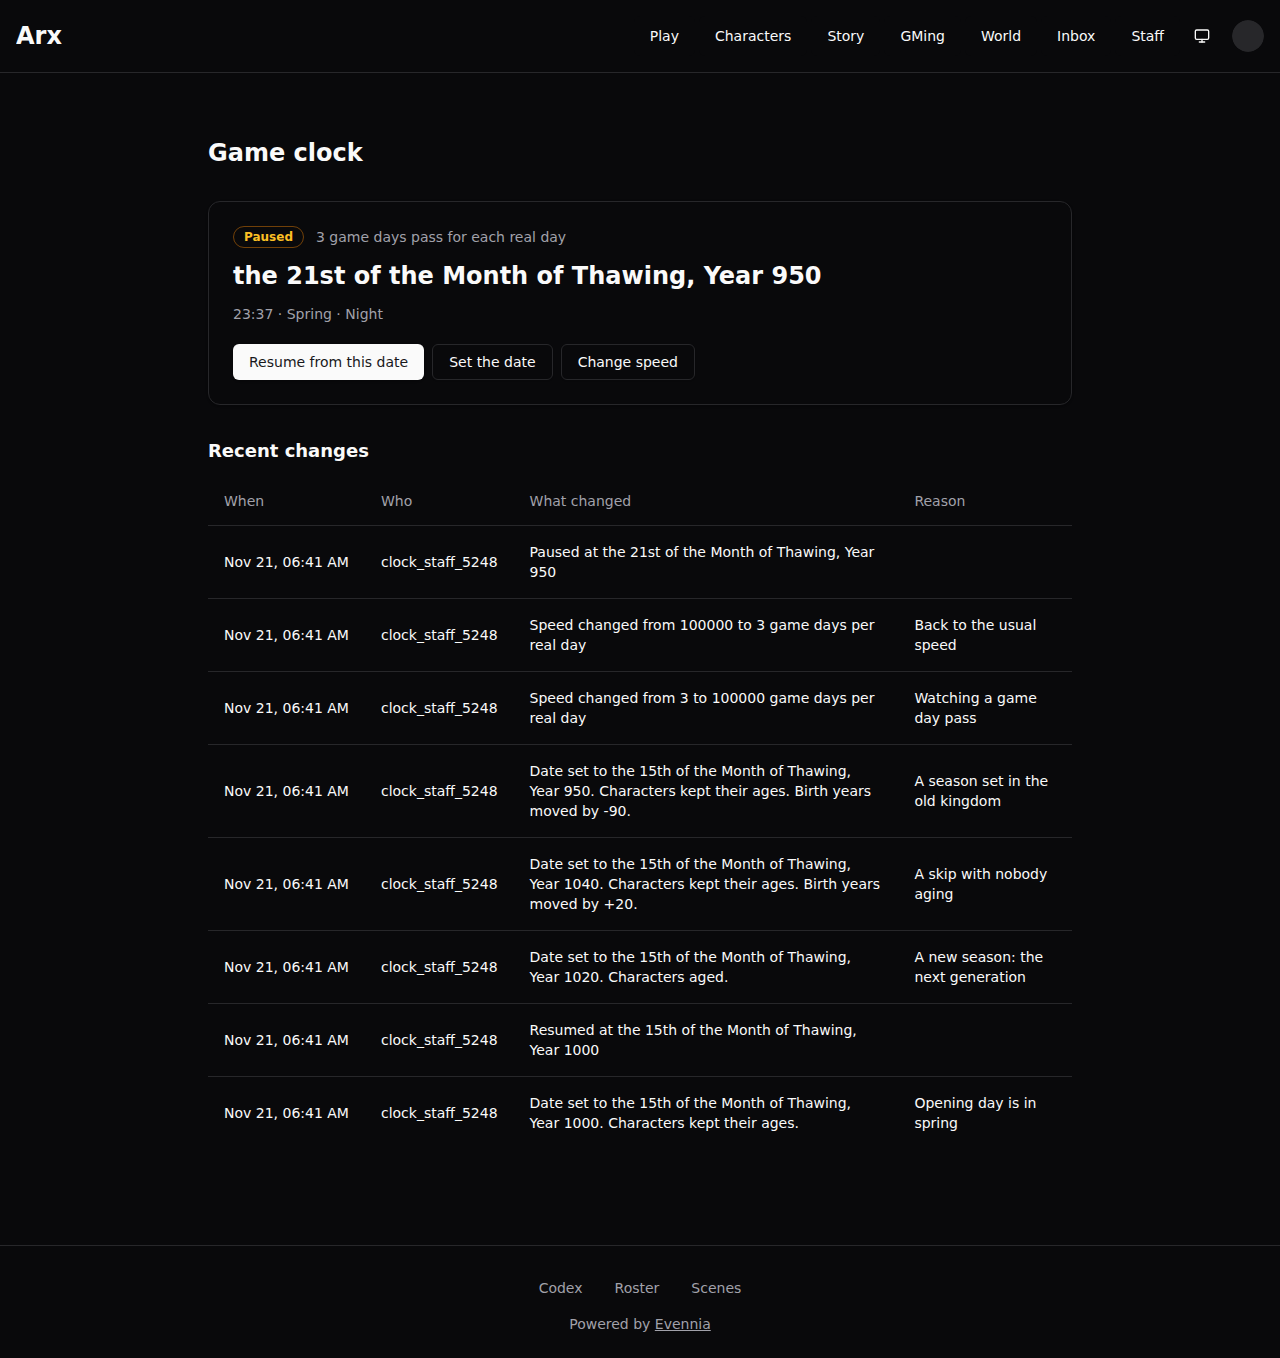 Arx
Play Characters Story GMing World Inbox Staff
Game clock
Paused 3 game days pass for each real day
the 21st of the Month of Thawing, Year 950
23:37 · Spring · Night
Resume from this date Set the date Change speed
Recent changes
When Who What changed Reason
Nov 21, 06:41 AM clock_staff_5248 Paused at the 21st of the Month of Thawing, Year
950
Nov 21, 06:41 AM clock_staff_5248 Speed changed from 100000 to 3 game days per
real day
Back to the usual
speed
Nov 21, 06:41 AM clock_staff_5248 Speed changed from 3 to 100000 game days per
real day
Watching a game
day pass
Nov 21, 06:41 AM clock_staff_5248 Date set to the 15th of the Month of Thawing,
Year 950. Characters kept their ages. Birth years
moved by -90.
A season set in the
old kingdom
Nov 21, 06:41 AM clock_staff_5248 Date set to the 15th of the Month of Thawing,
Year 1040. Characters kept their ages. Birth years
moved by +20.
A skip with nobody
aging
Nov 21, 06:41 AM clock_staff_5248 Date set to the 15th of the Month of Thawing,
Year 1020. Characters aged.
A new season: the
next generation
Nov 21, 06:41 AM clock_staff_5248 Resumed at the 15th of the Month of Thawing,
Year 1000
Nov 21, 06:41 AM clock_staff_5248 Date set to the 15th of the Month of Thawing,
Year 1000. Characters kept their ages.
Opening day is in
spring
Codex Roster Scenes
Powered by Evennia